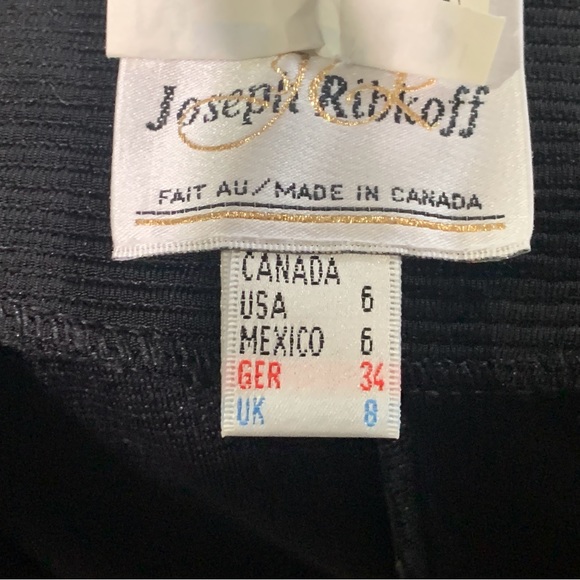 Joseph Ribkoff
FAIT AU/MADE IN CANADA
CANADA
USA 6
MEXICO 6
GER 34
UK 8